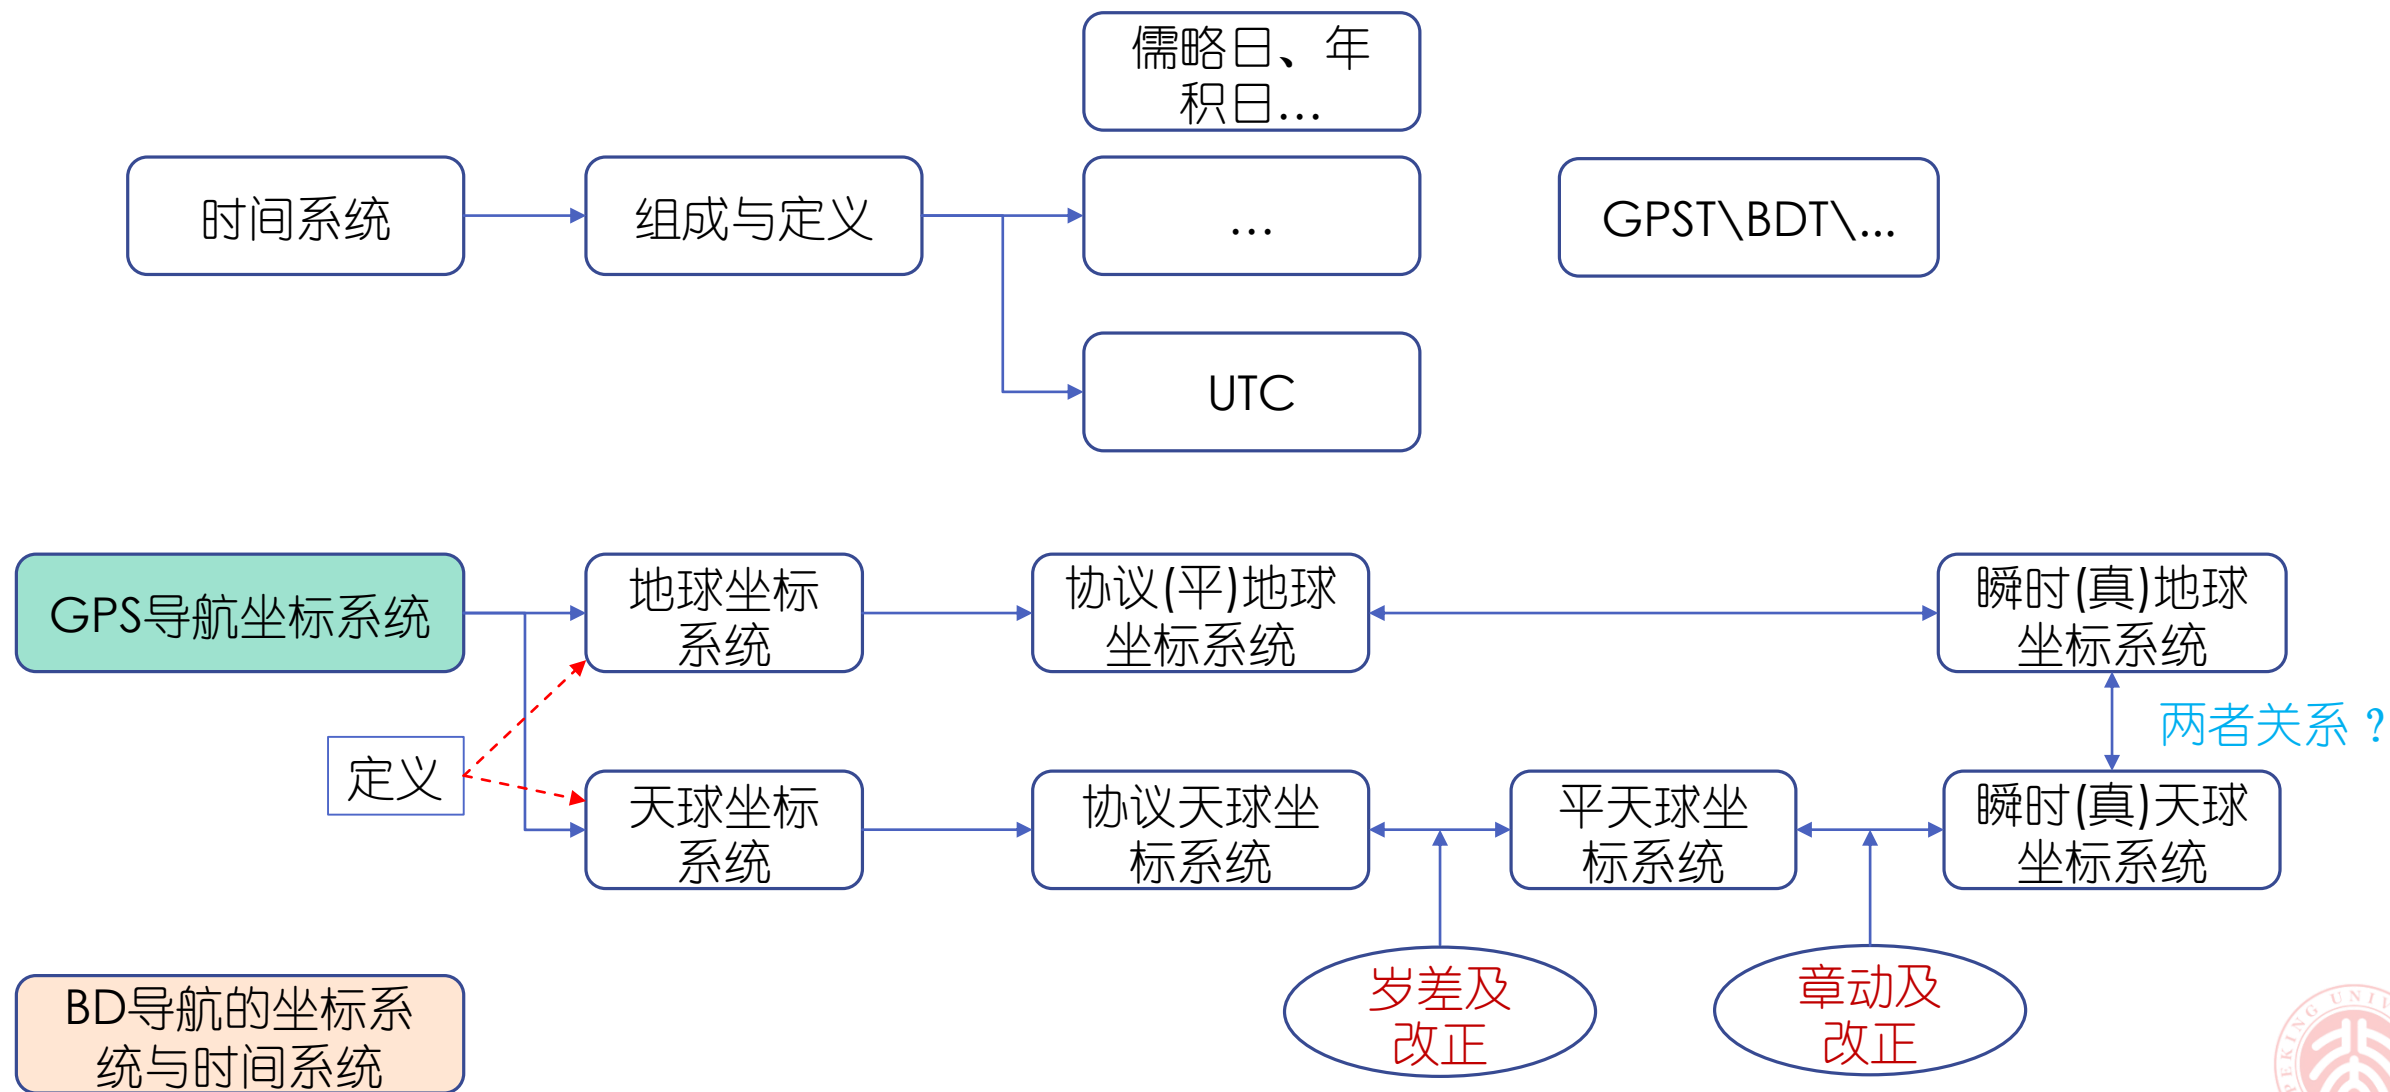 儒略日、年
积日...
时间系统
组成与定义
...
GPST\BDT\...
UTC
GPS导航坐标系统
地球坐标
系统
协议(平)地球
坐标系统
瞬时(真)地球
坐标系统
两者关系？
定义
天球坐标
系统
协议天球坐
标系统
平天球坐
标系统
瞬时(真)天球
坐标系统
岁差及
改正
章动及
改正
BD导航的坐标系
统与时间系统
PEKING UNIV